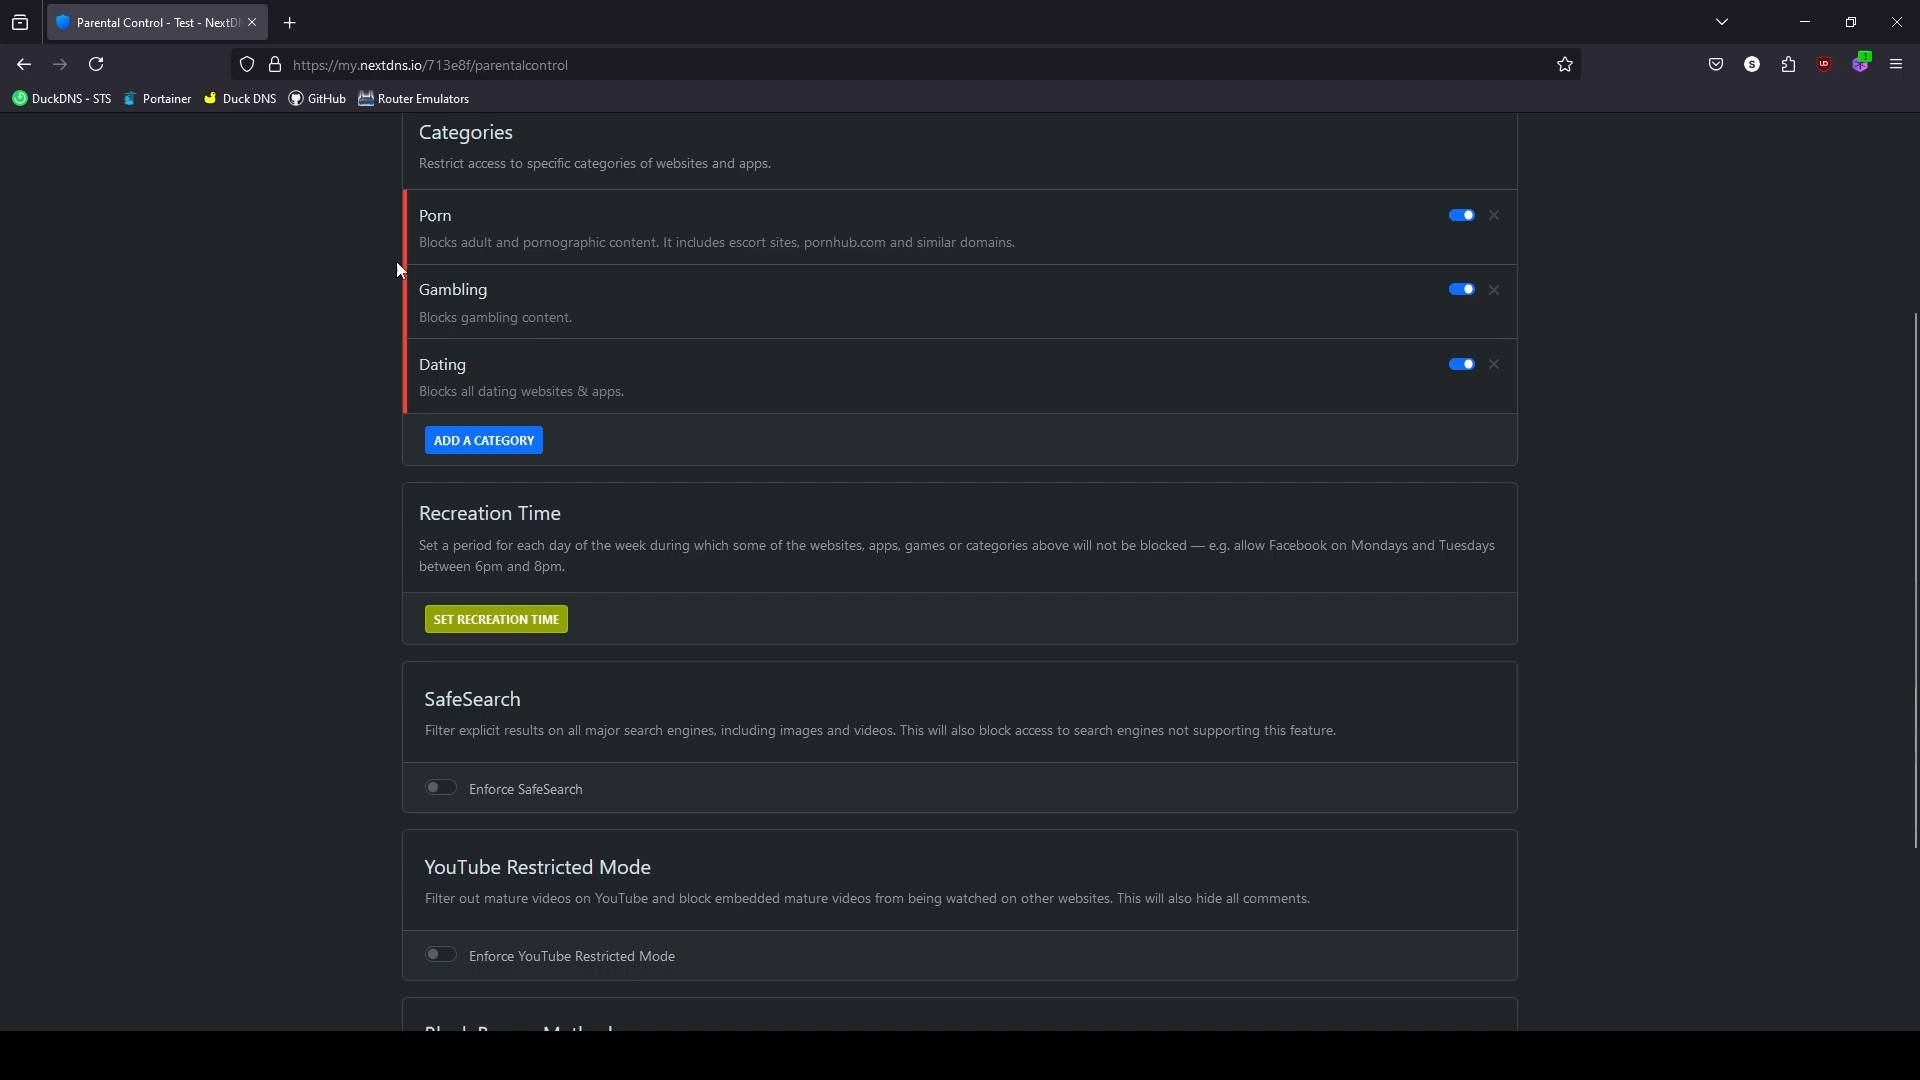 Parental Control - Test - NextD
https://my.nextdns.io/713e8f/parentalcontrol
DuckDNS - STS
Portainer
Duck DNS
GitHub
Router Emulators
Categories
Restrict access to specific categories of websites and apps.
Porn
Blocks adult and pornographic content. It includes escort sites, pornhub.com and similar domains.
Gambling
Blocks gambling content.
Dating
Blocks all dating websites & apps.
ADD A CATEGORY
Recreation Time
Set a period for each day of the week during which some of the websites, apps, games or categories above will not be blocked — e.g. allow Facebook on Mondays and Tuesdays
between 6pm and 8pm.
SET RECREATION TIME
SafeSearch
Filter explicit results on all major search engines, including images and videos. This will also block access to search engines not supporting this feature.
Enforce SafeSearch
YouTube Restricted Mode
Filter out mature videos on YouTube and block embedded mature videos from being watched on other websites. This will also hide all comments.
Enforce YouTube Restricted Mode